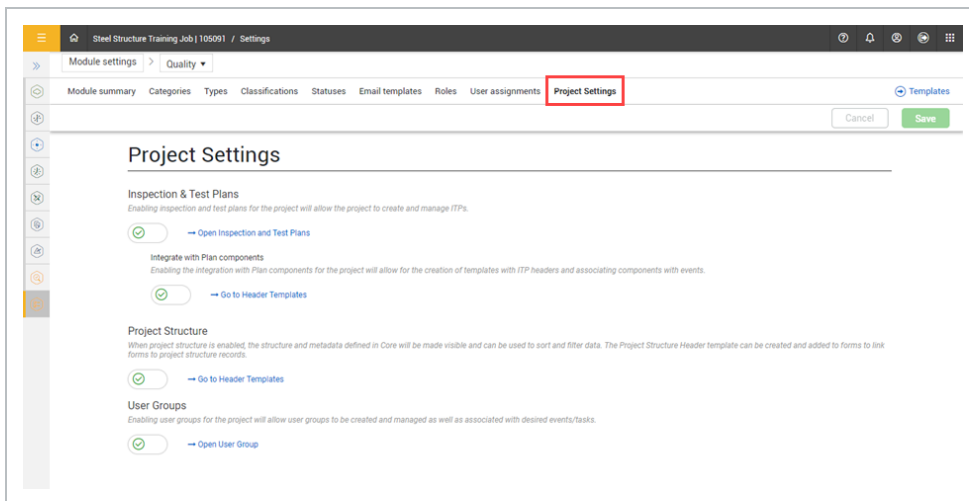 Steel Structure Training Job | 105091 / Settings
Module settings > Quality ▾
Module summary Categories Types Classifications Statuses Email templates Roles User assignments Project Settings Templates
Cancel Save
Project Settings
Inspection & Test Plans
Enabling inspection and test plans for the project will allow the project to create and manage ITPs.
→ Open Inspection and Test Plans
Integrate with Plan components
Enabling the integration with Plan components for the project will allow for the creation of templates with ITP headers and associating components with events.
→ Go to Header Templates
Project Structure
When project structure is enabled, the structure and metadata defined in Core will be made visible and can be used to sort and filter data. The Project Structure Header template can be created and added to forms to link
forms to project structure records.
→ Go to Header Templates
User Groups
Enabling user groups for the project will allow user groups to be created and managed as well as associated with desired events/tasks.
→ Open User Group